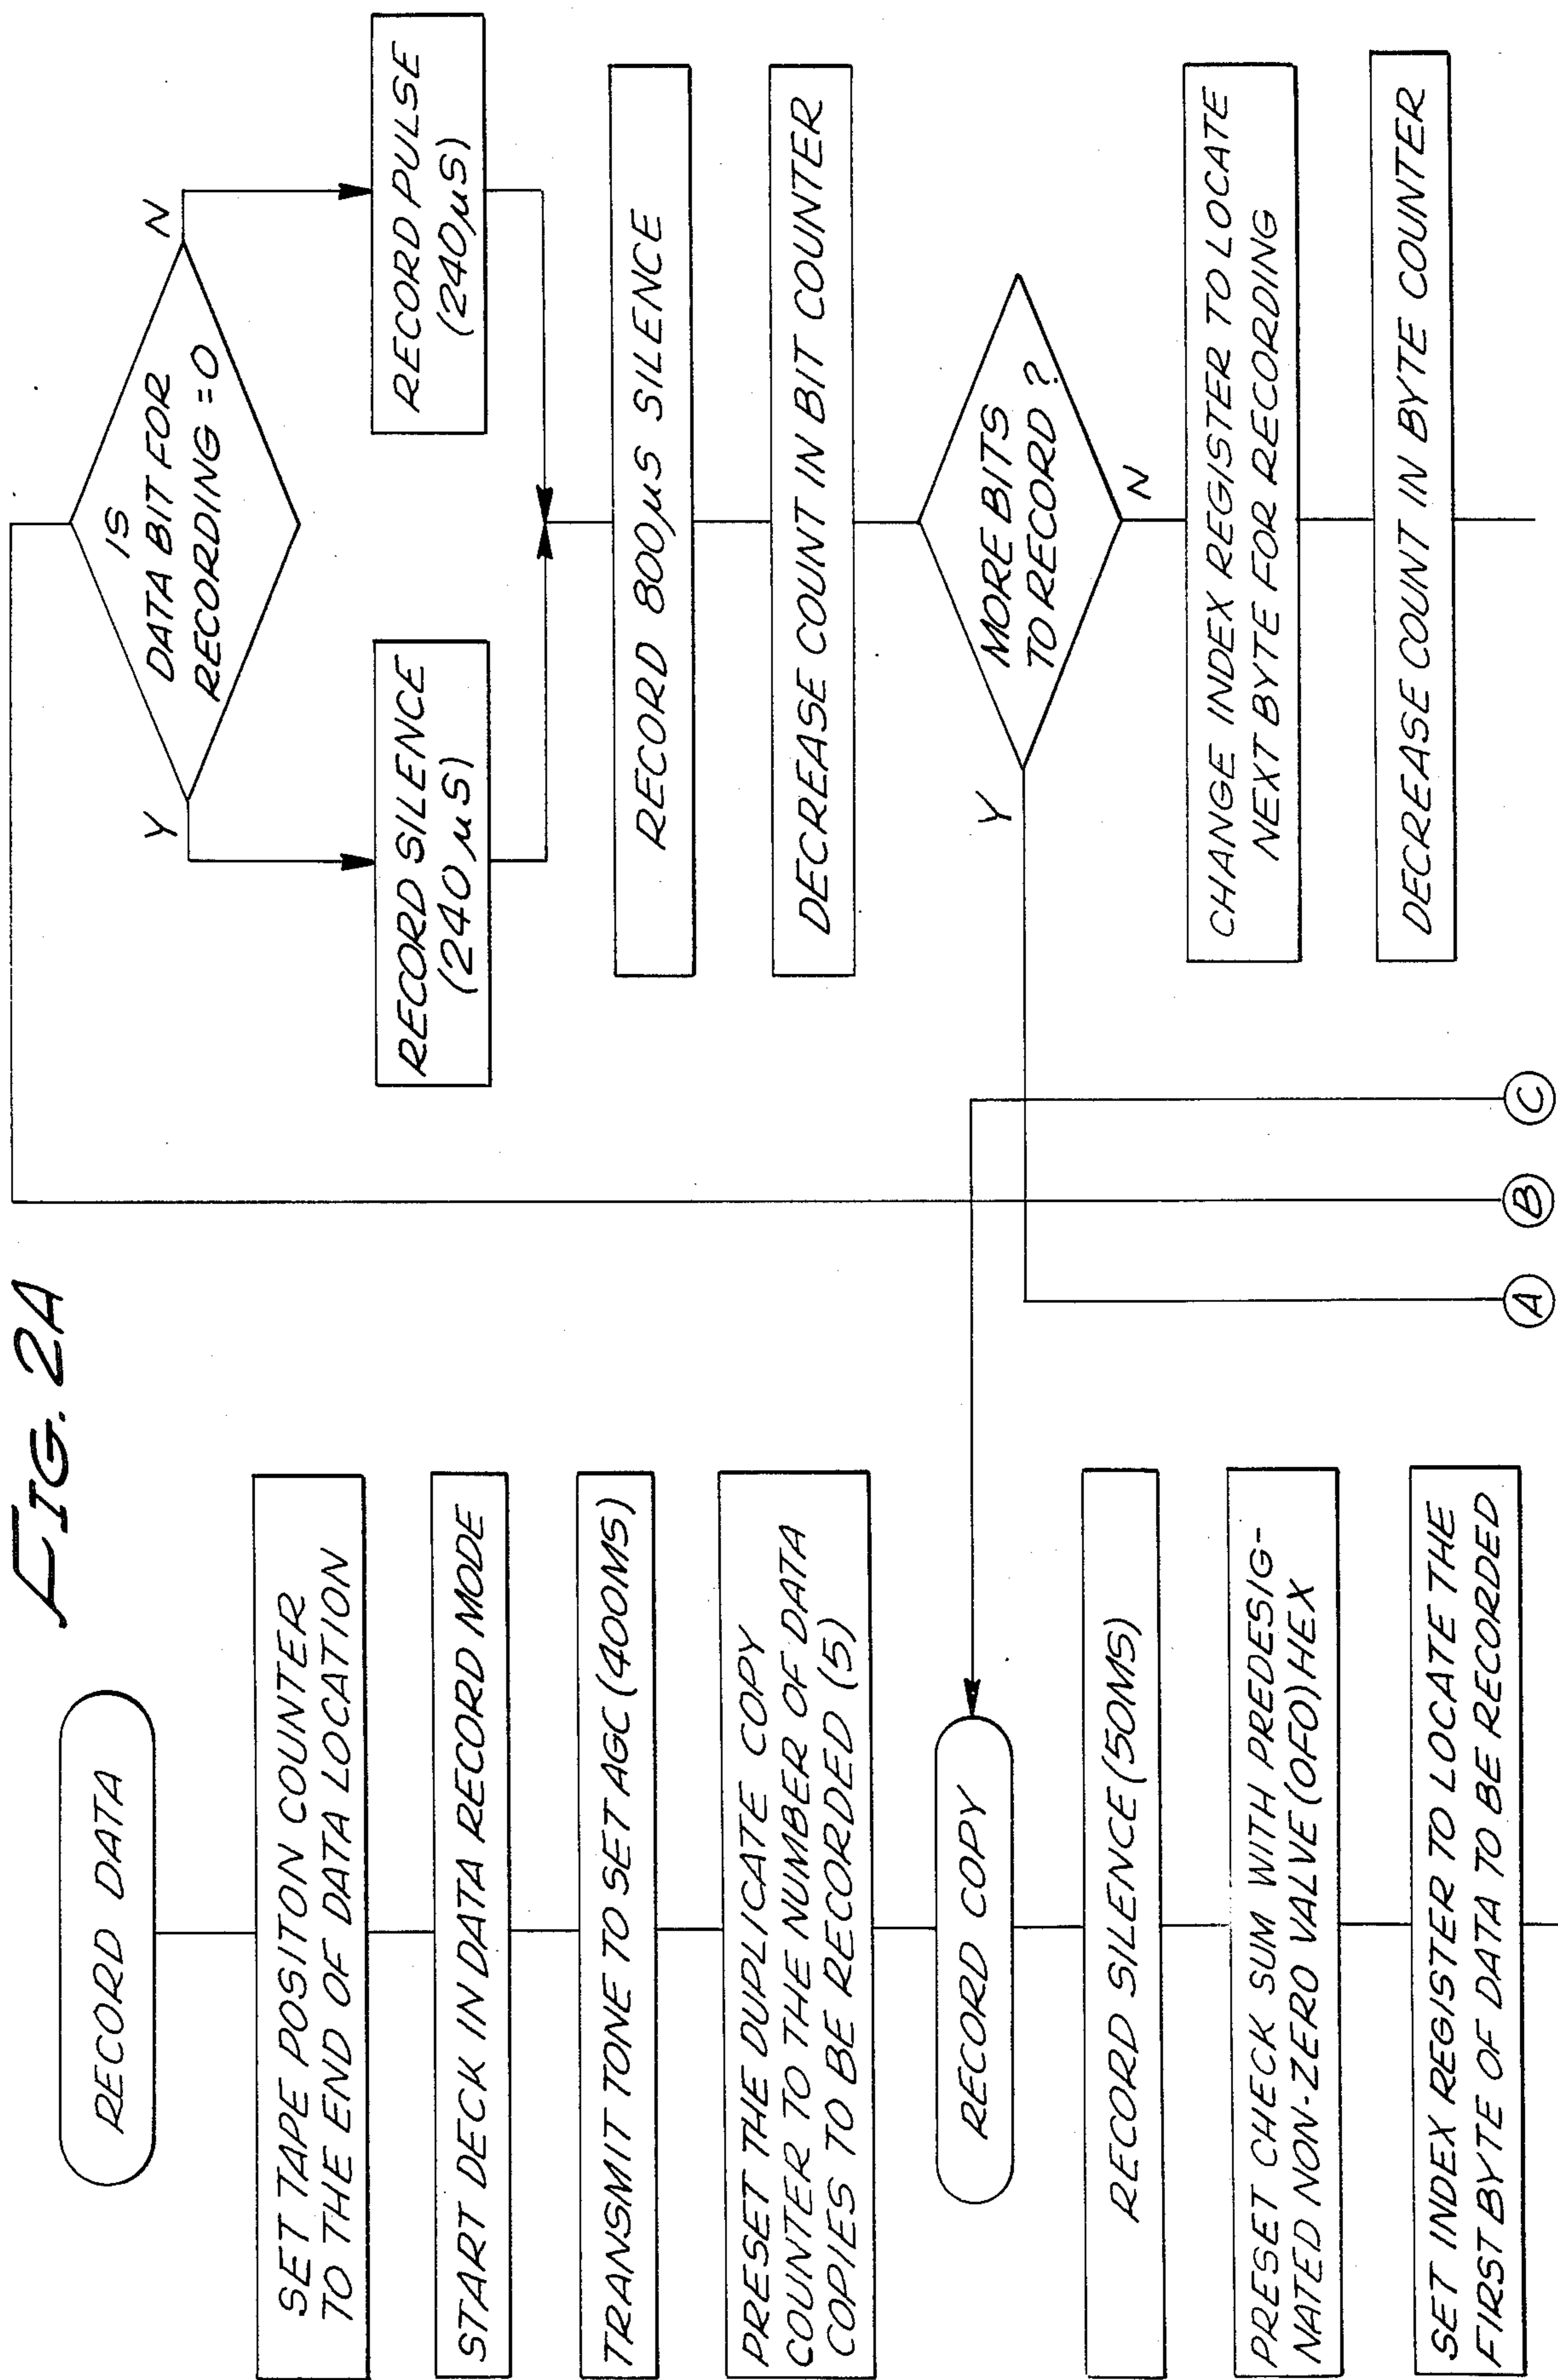 FIG. 2A
RECORD DATA
SET TAPE POSITON COUNTER
TO THE END OF DATA LOCATION
START DECK IN DATA RECORD MODE
TRANSMIT TONE TO SET AGC (400MS)
PRESET THE DUPLICATE COPY
COUNTER TO THE NUMBER OF DATA
COPIES TO BE RECORDED (5)
RECORD COPY
RECORD SILENCE (50MS)
PRESET CHECK SUM WITH PREDESIG-
NATED NON-ZERO VALVE (OFO) HEX
SET INDEX REGISTER TO LOCATE THE
FIRST BYTE OF DATA TO BE RECORDED
IS
DATA BIT FOR
RECORDING = 0
Y
N
RECORD SILENCE
(240 µS)
RECORD PULSE
(240µS)
RECORD 800µS SILENCE
DECREASE COUNT IN BIT COUNTER
MORE BITS
TO RECORD ?
Y
N
CHANGE INDEX REGISTER TO LOCATE
NEXT BYTE FOR RECORDING
DECREASE COUNT IN BYTE COUNTER
A
B
C